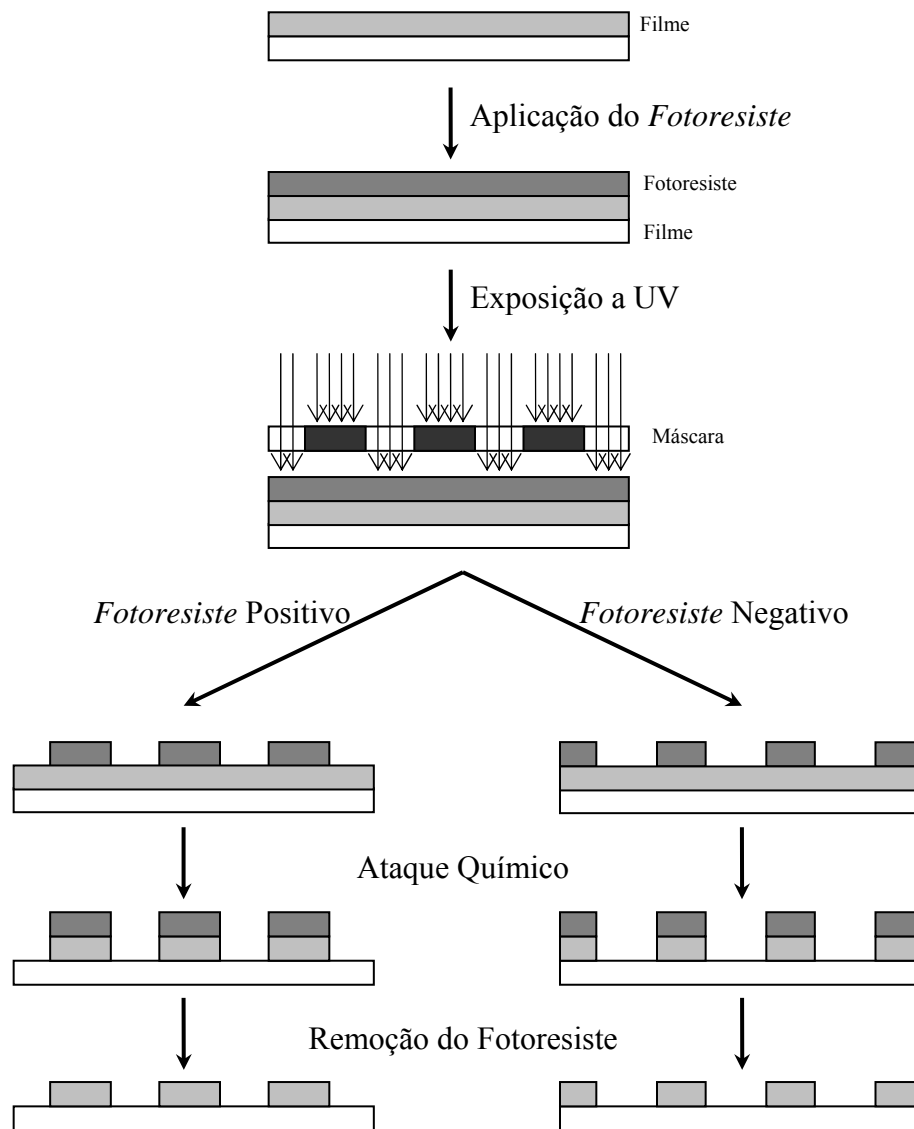 Filme
Aplicação do Fotoresiste
Fotoresiste
Filme
Exposição a UV
Máscara
Fotoresiste Positivo
Fotoresiste Negativo
Ataque Químico
Remoção do Fotoresiste